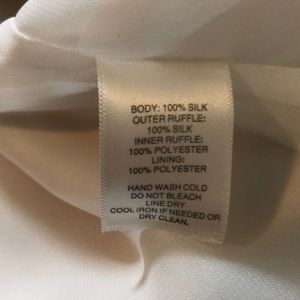 BODY: 100% SILK
OUTER RUFFLE:
100% SILK
INNER RUFFLE:
100% POLYESTER
LINING:
100% POLYESTER
HAND WASH COLD
DO NOT BLEACH
LINE DRY
COOL IRON IF NEEDED OR
DRY CLEAN.